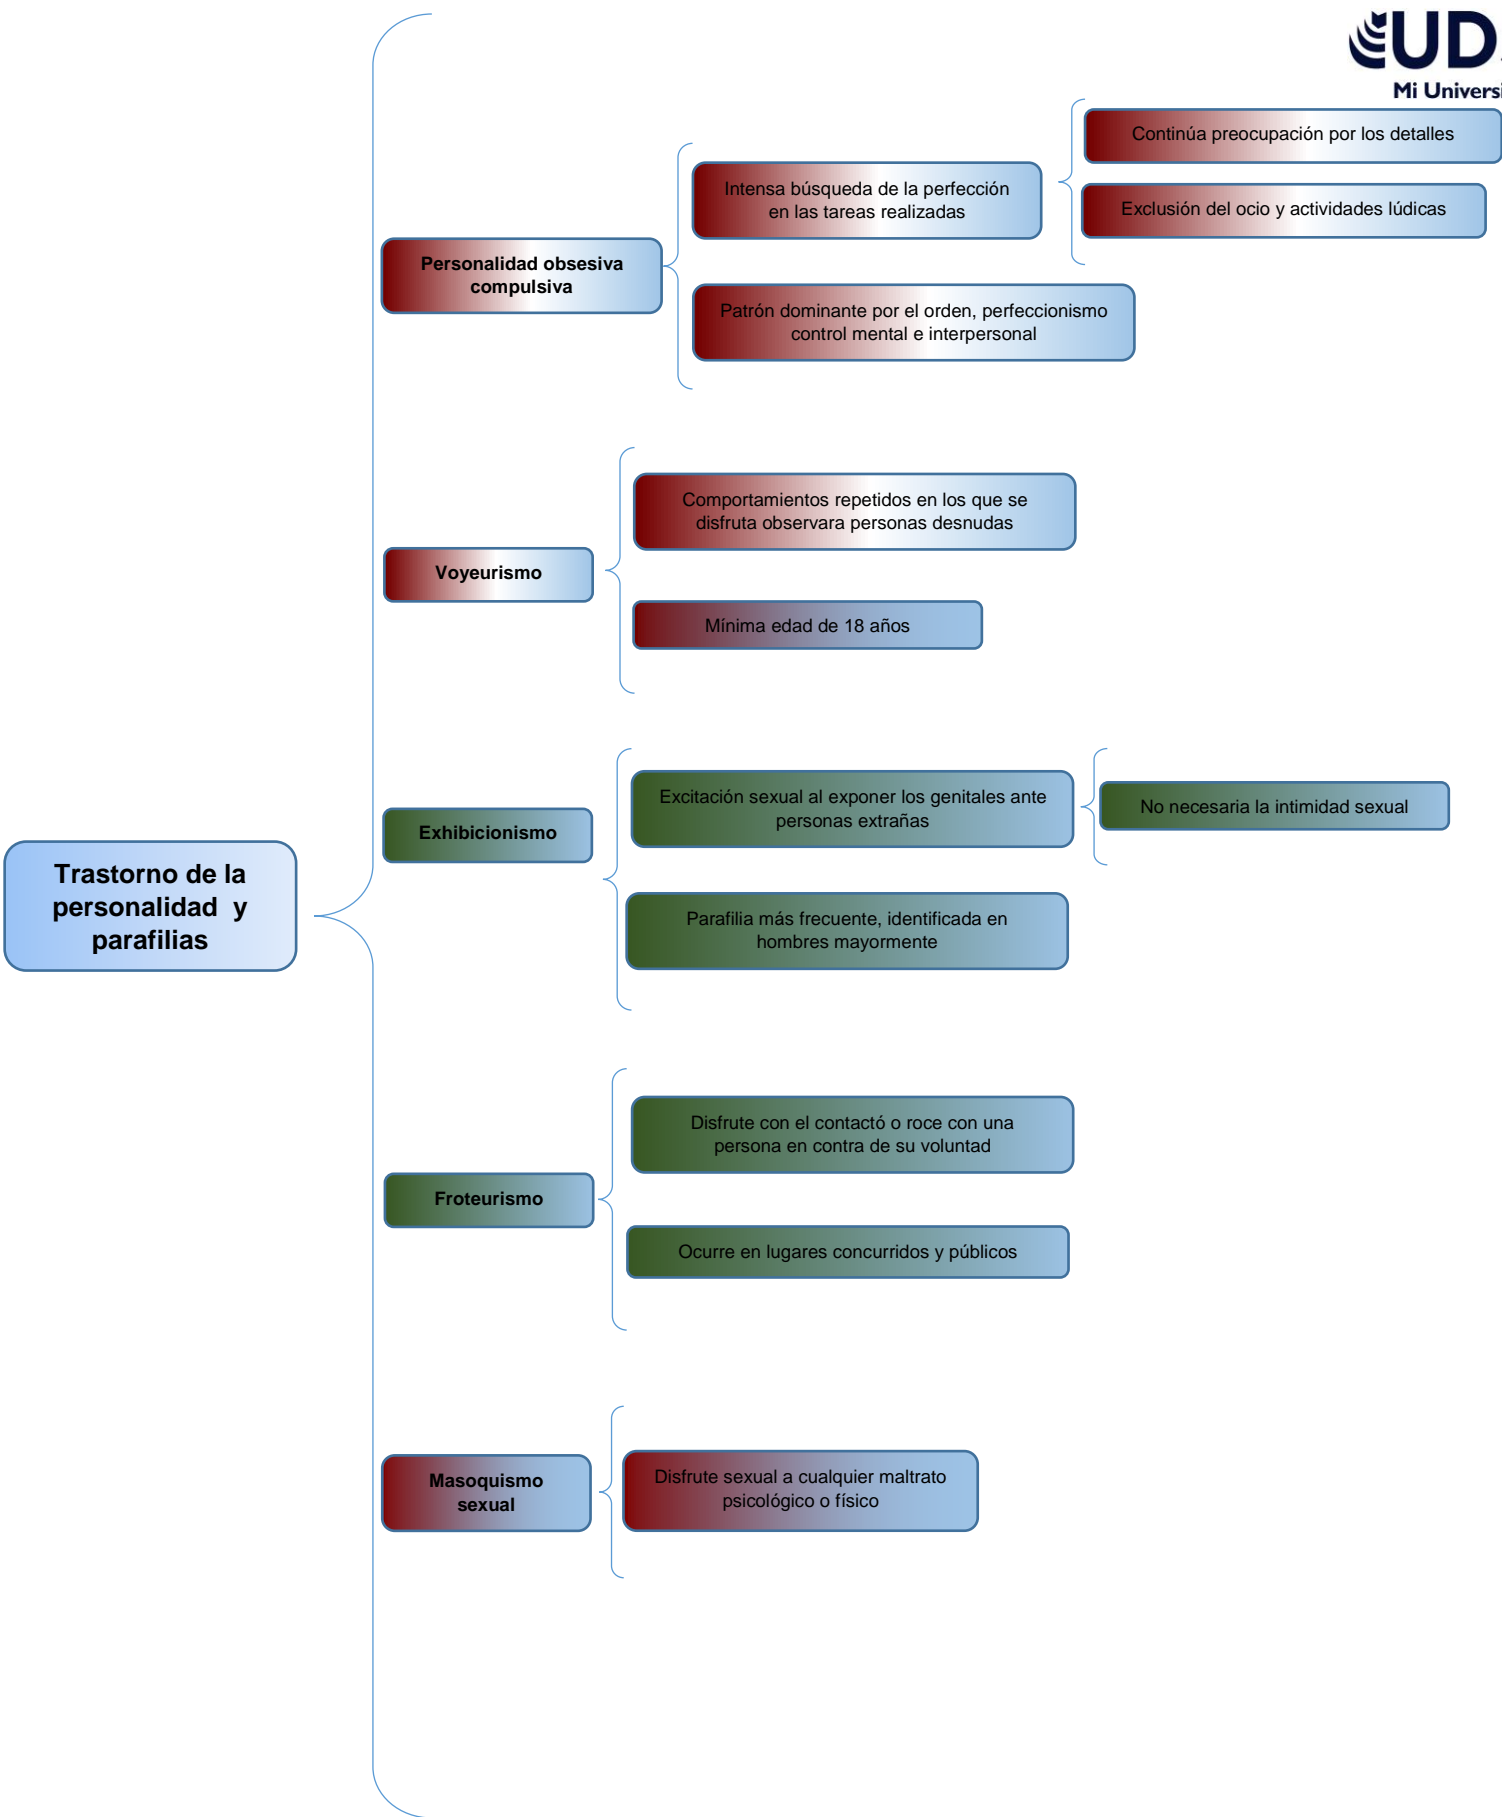 UD
Mi Universi
Continúa preocupación por los detalles
Intensa búsqueda de la perfección
en las tareas realizadas
Exclusión del ocio y actividades lúdicas
Personalidad obsesiva
compulsiva
Patrón dominante por el orden, perfeccionismo
control mental e interpersonal
Comportamientos repetidos en los que se
disfruta observara personas desnudas
Voyeurismo
Mínima edad de 18 años
Excitación sexual al exponer los genitales ante
personas extrañas
No necesaria la intimidad sexual
Exhibicionismo
Parafilia más frecuente, identificada en
hombres mayormente
Trastorno de la
personalidad y
parafilias
Disfrute con el contactó o roce con una
persona en contra de su voluntad
Froteurismo
Ocurre en lugares concurridos y públicos
Masoquismo
sexual
Disfrute sexual a cualquier maltrato
psicológico o físico